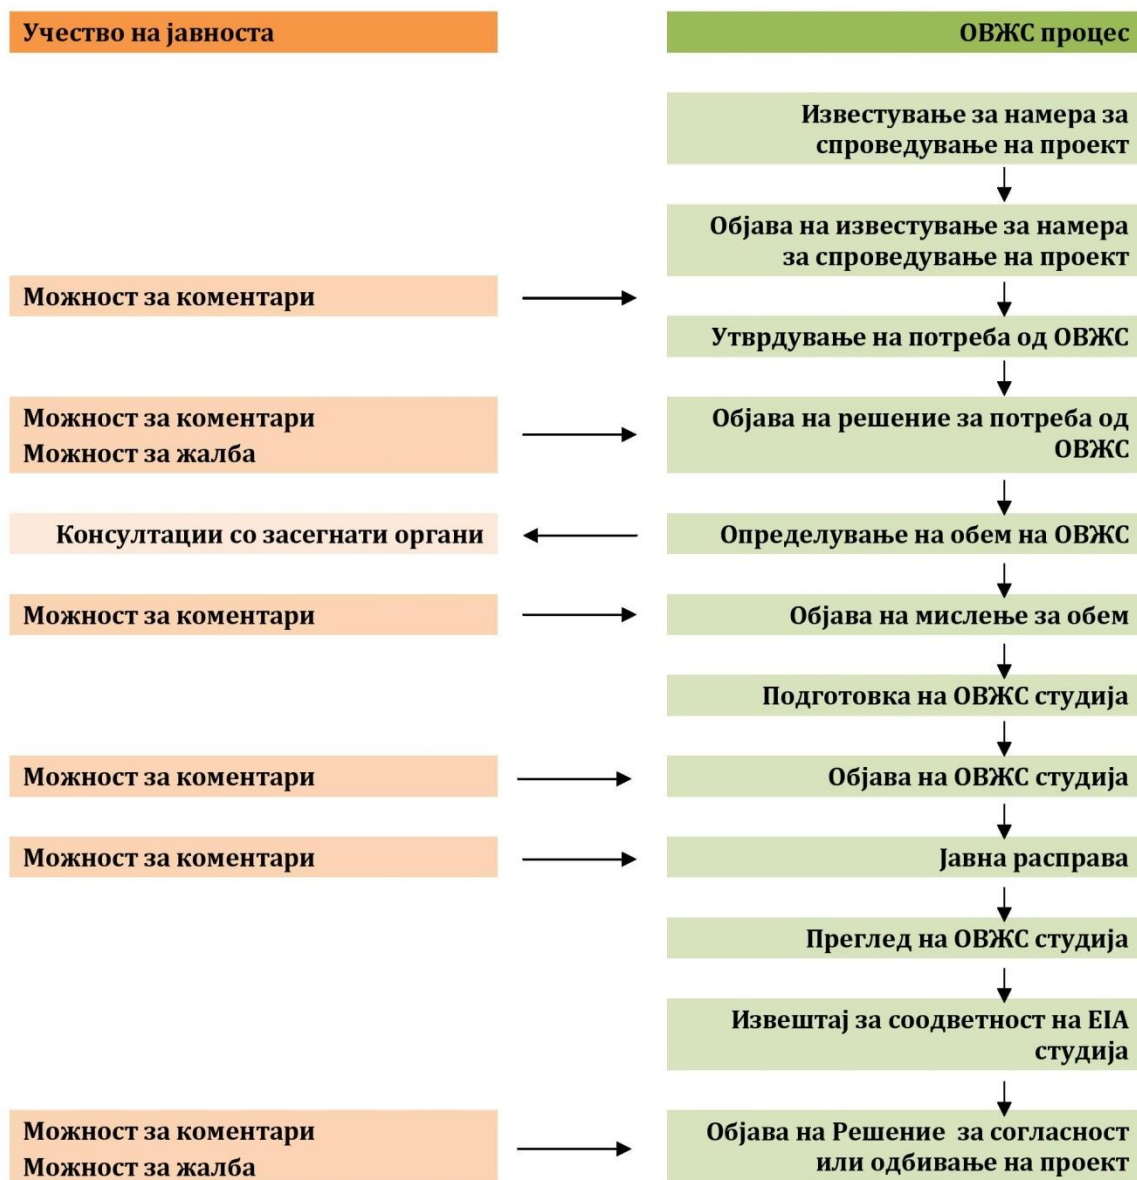 Учество на јавноста
ОВЖС процес
Известување за намера за
спроведување на проект
Објава на известување за намера
за спроведување на проект
Можност за коментари
Утврдување на потреба од ОВЖС
Можност за коментари
Можност за жалба
Објава на решение за потреба од
ОВЖС
Консултации со засегнати органи
Определување на обем на ОВЖС
Можност за коментари
Објава на мислење за обем
Подготовка на ОВЖС студија
Можност за коментари
Објава на ОВЖС студија
Можност за коментари
Јавна расправа
Преглед на ОВЖС студија
Извештај за соодветност на EIA
студија
Можност за коментари
Можност за жалба
Објава на Решение за согласност
или одбивање на проект